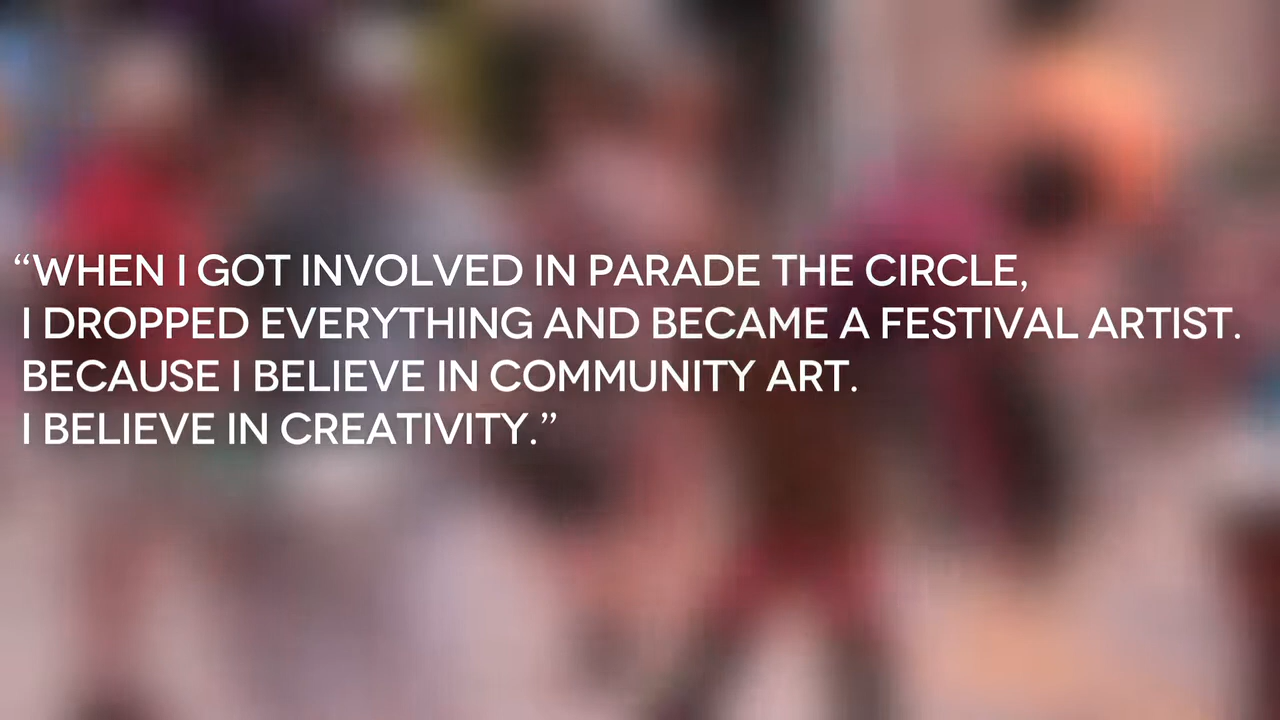 “WHEN I GOT INVOLVED IN PARADE THE CIRCLE,
I DROPPED EVERYTHING AND BECAME A FESTIVAL ARTIST.
BECAUSE I BELIEVE IN COMMUNITY ART.
I BELIEVE IN CREATIVITY.”